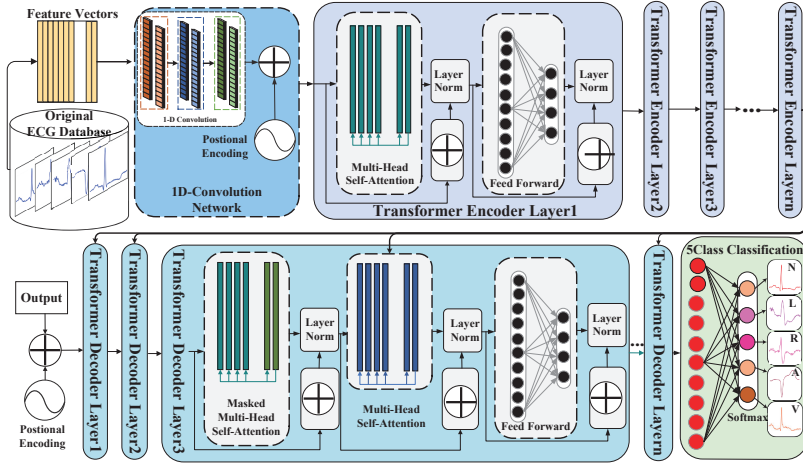 Feature Vectors
Original
ECG Database
1-D Convolution
Postional
Encoding
1D-Convolution
Network
Multi-Head
Self-Attention
Layer
Norm
Feed Forward
Layer
Norm
Transformer Encoder Layer1
Transformer Encoder Layer2
Transformer Encoder Layer3
Transformer Encoder Layern
Output
Postional Encoding
Transformer Decoder Layer1
Transformer Decoder Layer2
Transformer Decoder Layer3
Masked
Multi-Head
Self-Attention
Layer
Norm
Multi-Head
Self-Attention
Layer
Norm
Feed Forward
Layer
Norm
Transformer Decoder Layern
5Class Classification
N
L
R
A
V
Softmax